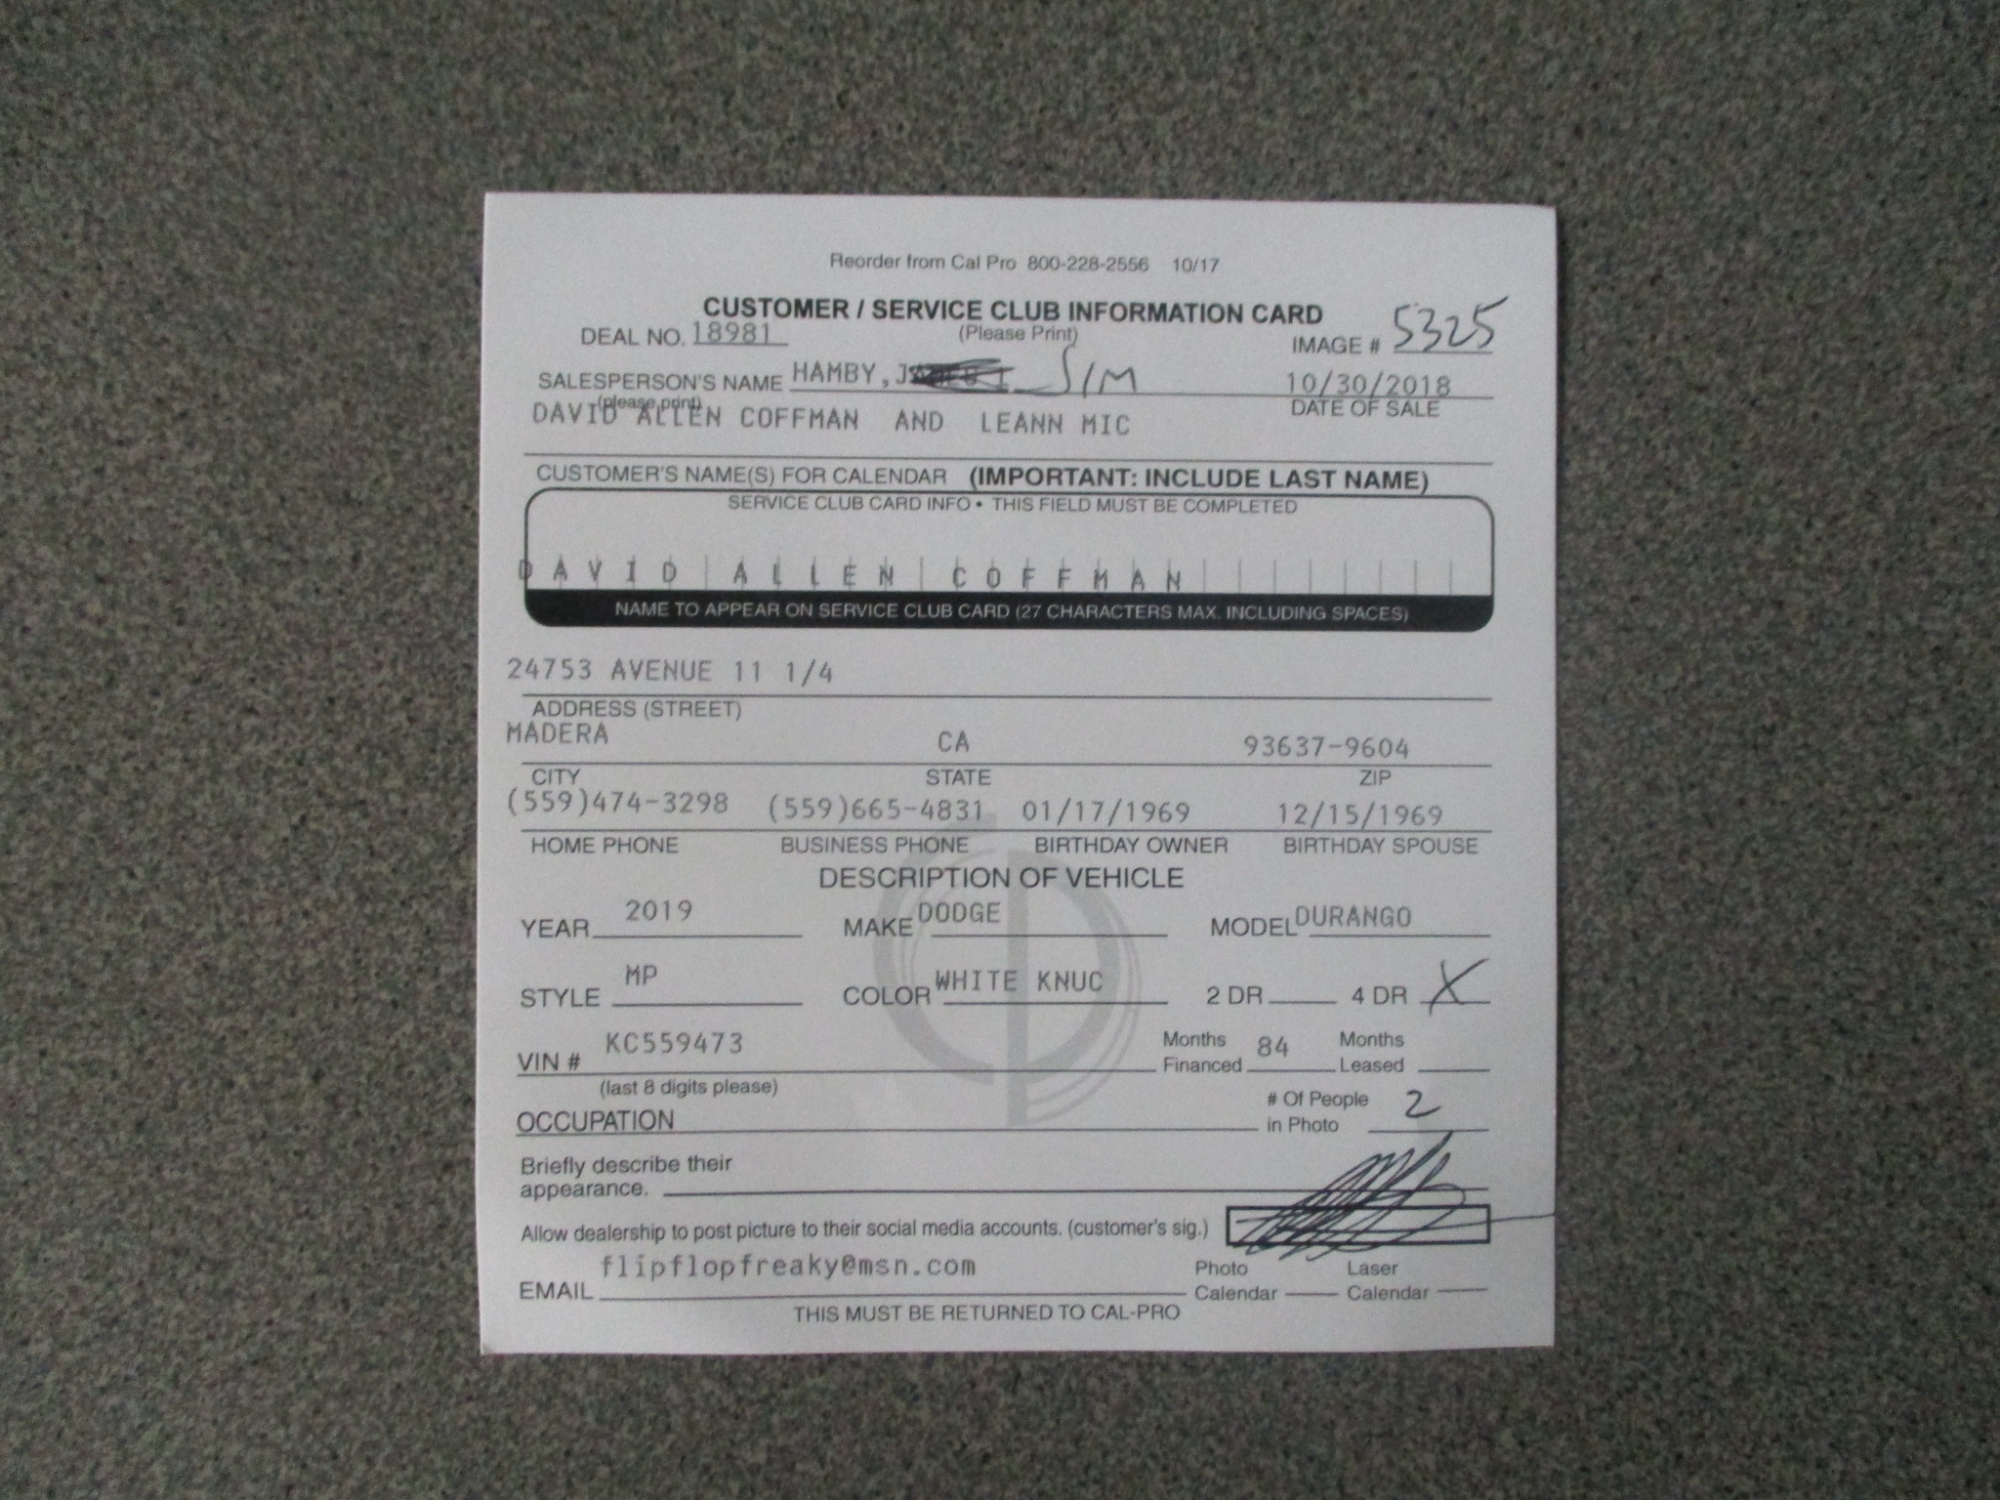 Reorder from Cal Pro 800-228-2556 10/17
CUSTOMER / SERVICE CLUB INFORMATION CARD
DEAL NO. 18981 (Please Print) IMAGE # 5325
SALESPERSON'S NAME HAMBY, 10/30/2018
(please print) DATE OF SALE
DAVID ALLEN COFFMAN AND LEANN MIC
CUSTOMER'S NAME(S) FOR CALENDAR (IMPORTANT: INCLUDE LAST NAME)
SERVICE CLUB CARD INFO • THIS FIELD MUST BE COMPLETED
DAVID ALLEN COFFMAN
NAME TO APPEAR ON SERVICE CLUB CARD (27 CHARACTERS MAX. INCLUDING SPACES)
24753 AVENUE 11 1/4
ADDRESS (STREET)
MADERA CA 93637-9604
CITY STATE ZIP
(559)474-3298 (559)665-4831 01/17/1969 12/15/1969
HOME PHONE BUSINESS PHONE BIRTHDAY OWNER BIRTHDAY SPOUSE
DESCRIPTION OF VEHICLE
YEAR 2019 MAKE DODGE MODEL DURANGO
STYLE MP COLOR WHITE KNUC 2 DR 4 DR X
VIN # KC559473 Months Financed 84 Months Leased
(last 8 digits please)
OCCUPATION # Of People in Photo 2
Briefly describe their
appearance.
Allow dealership to post picture to their social media accounts. (customer's sig.)
EMAIL flipflopfreaky@msn.com Photo Calendar Laser Calendar
THIS MUST BE RETURNED TO CAL-PRO